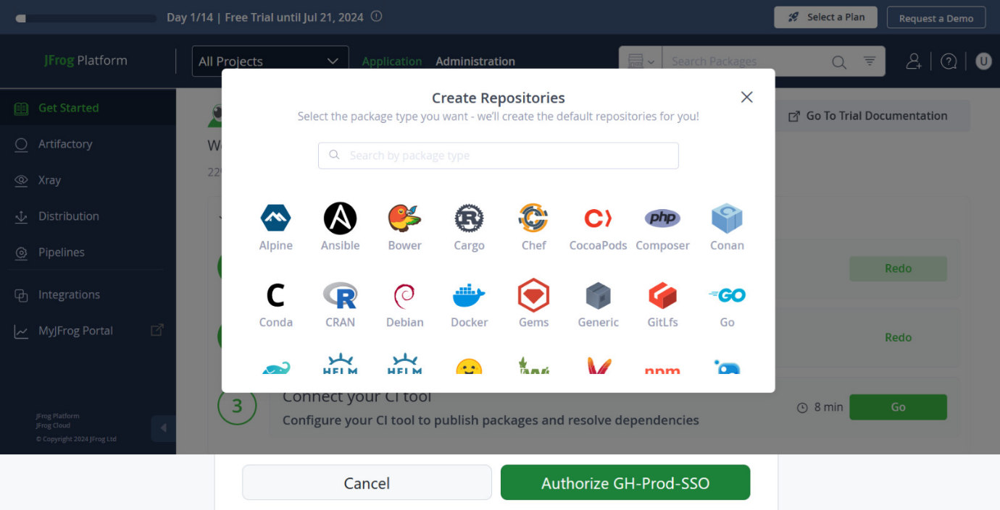 Day 1/14 | Free Trial until Jul 21, 2024
Select a Plan
Request a Demo
JFrog Platform
All Projects
Application
Administration
Search Packages
U
Get Started
Artifactory
Xray
Distribution
Pipelines
Integrations
MyJFrog Portal
JFrog Platform
JFrog Cloud
© Copyright 2024 JFrog Ltd
Go To Trial Documentation
Create Repositories
Select the package type you want - we'll create the default repositories for you!
Search by package type
php
Alpine Ansible Bower Cargo Chef CocoaPods Composer Conan
GO
Conda CRAN Debian Docker Gems Generic GitLfs Go
HELM HELM npm
Redo
Redo
3
Connect your CI tool
Configure your CI tool to publish packages and resolve dependencies
8 min
Go
Cancel
Authorize GH-Prod-SSO